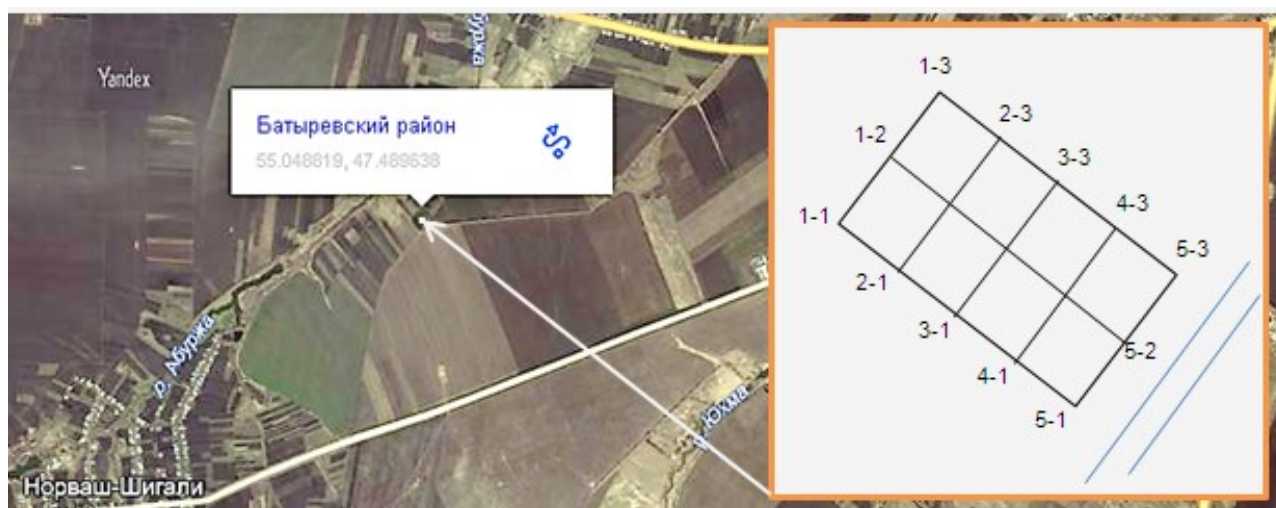 Yandex
Батыревский район
55.048819, 47.489638
р. Абуржа
р. Юхма
Норваш-Шигали
1-3
2-3
1-2
3-3
4-3
1-1
5-3
2-1
3-1
5-2
4-1
5-1